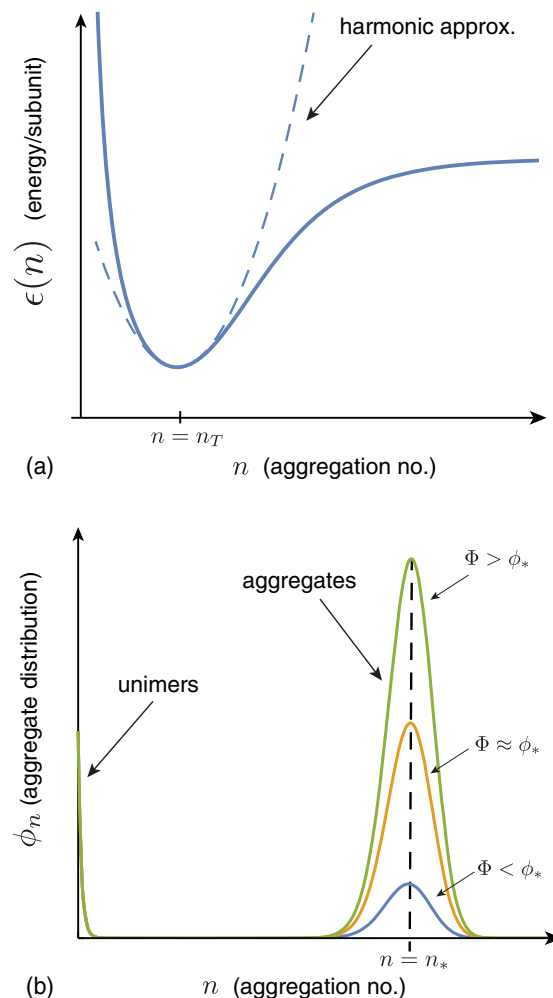 harmonic approx.
ϵ(n) (energy/subunit)
n = n_T
(a) n (aggregation no.)
ϕ_n (aggregate distribution)
aggregates
unimers
Φ > ϕ_*
Φ ≈ ϕ_*
Φ < ϕ_*
n = n_*
(b) n (aggregation no.)